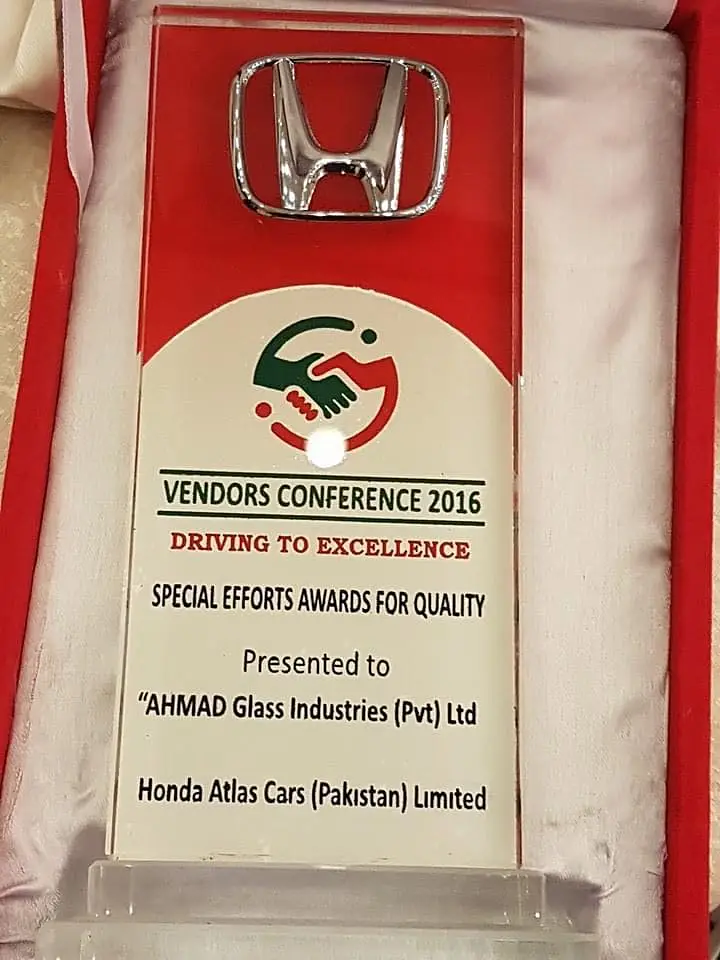 VENDORS CONFERENCE 2016
DRIVING TO EXCELLENCE
SPECIAL EFFORTS AWARDS FOR QUALITY
Presented to
“AHMAD Glass Industries (Pvt) Ltd
Honda Atlas Cars (Pakistan) Limited